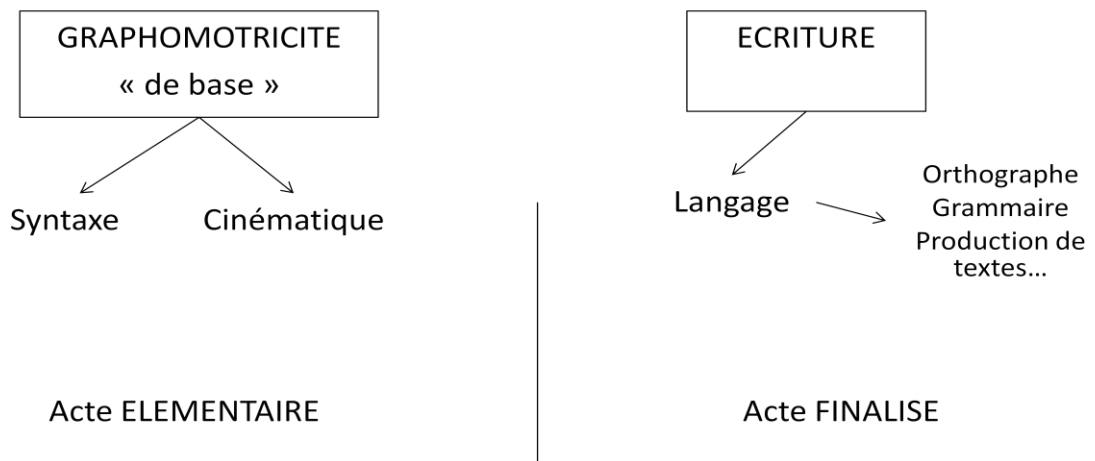 GRAPHOMOTRICITE
« de base »
ECRITURE
Syntaxe
Cinématique
Langage
Orthographe
Grammaire
Production de
textes...
Acte ELEMENTAIRE
Acte FINALISE